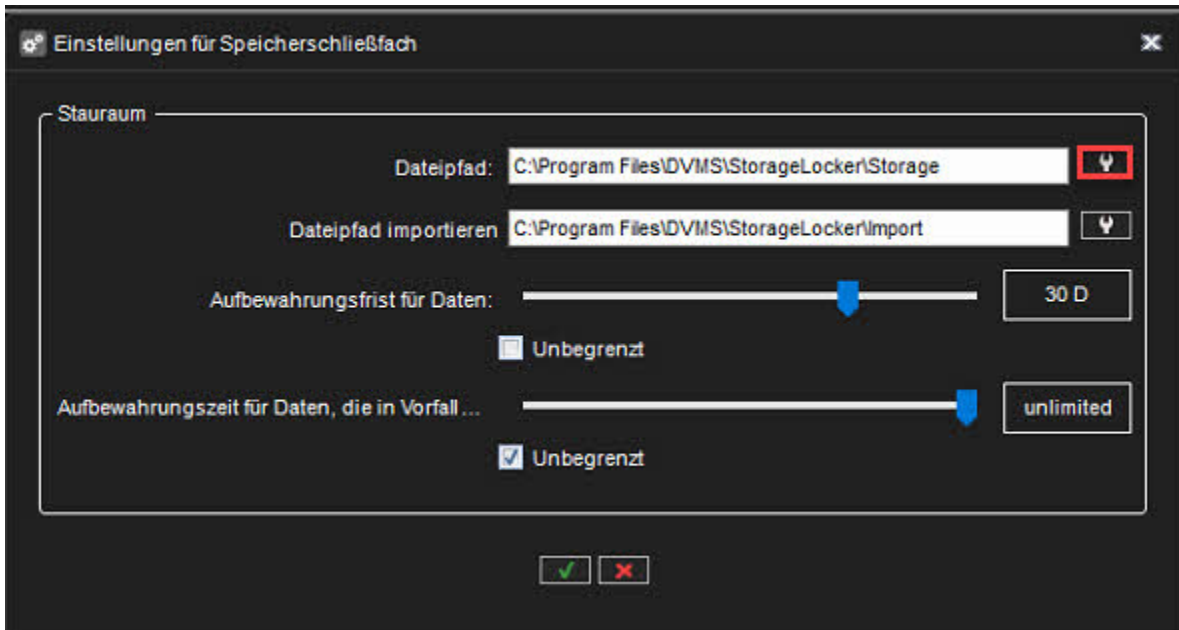 Einstellungen für Speicherschließfach
Stauraum
Dateipfad: C:\Program Files\DVMS\StorageLocker\Storage
Dateipfad importieren C:\Program Files\DVMS\StorageLocker\Import
Aufbewahrungsfrist für Daten: 30 D
Unbegrenzt
Aufbewahrungszeit für Daten, die in Vorfall ... unlimited
Unbegrenzt